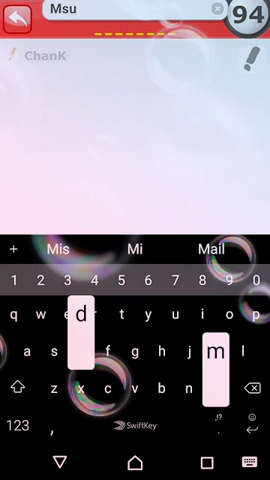 Msu
94
ChanK
!
+ Mis Mi Mail
1 2 3 4 5 6 7 8 9 0
q w e d r t y u i o p
a s f g h j m l
z x c v b n
123 , SwiftKey ,!?